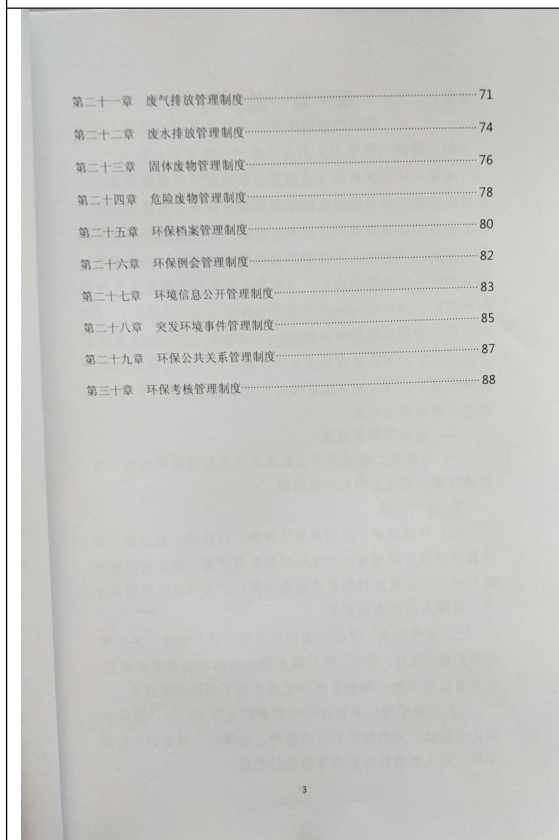 第二十一章 废气排放管理制度……71
第二十二章 废水排放管理制度……74
第二十三章 固体废物管理制度……76
第二十四章 危险废物管理制度……78
第二十五章 环保档案管理制度……80
第二十六章 环保例会管理制度……82
第二十七章 环境信息公开管理制度……83
第二十八章 突发环境事件管理制度……85
第二十九章 环保公共关系管理制度……87
第三十章 环保考核管理制度……88
3